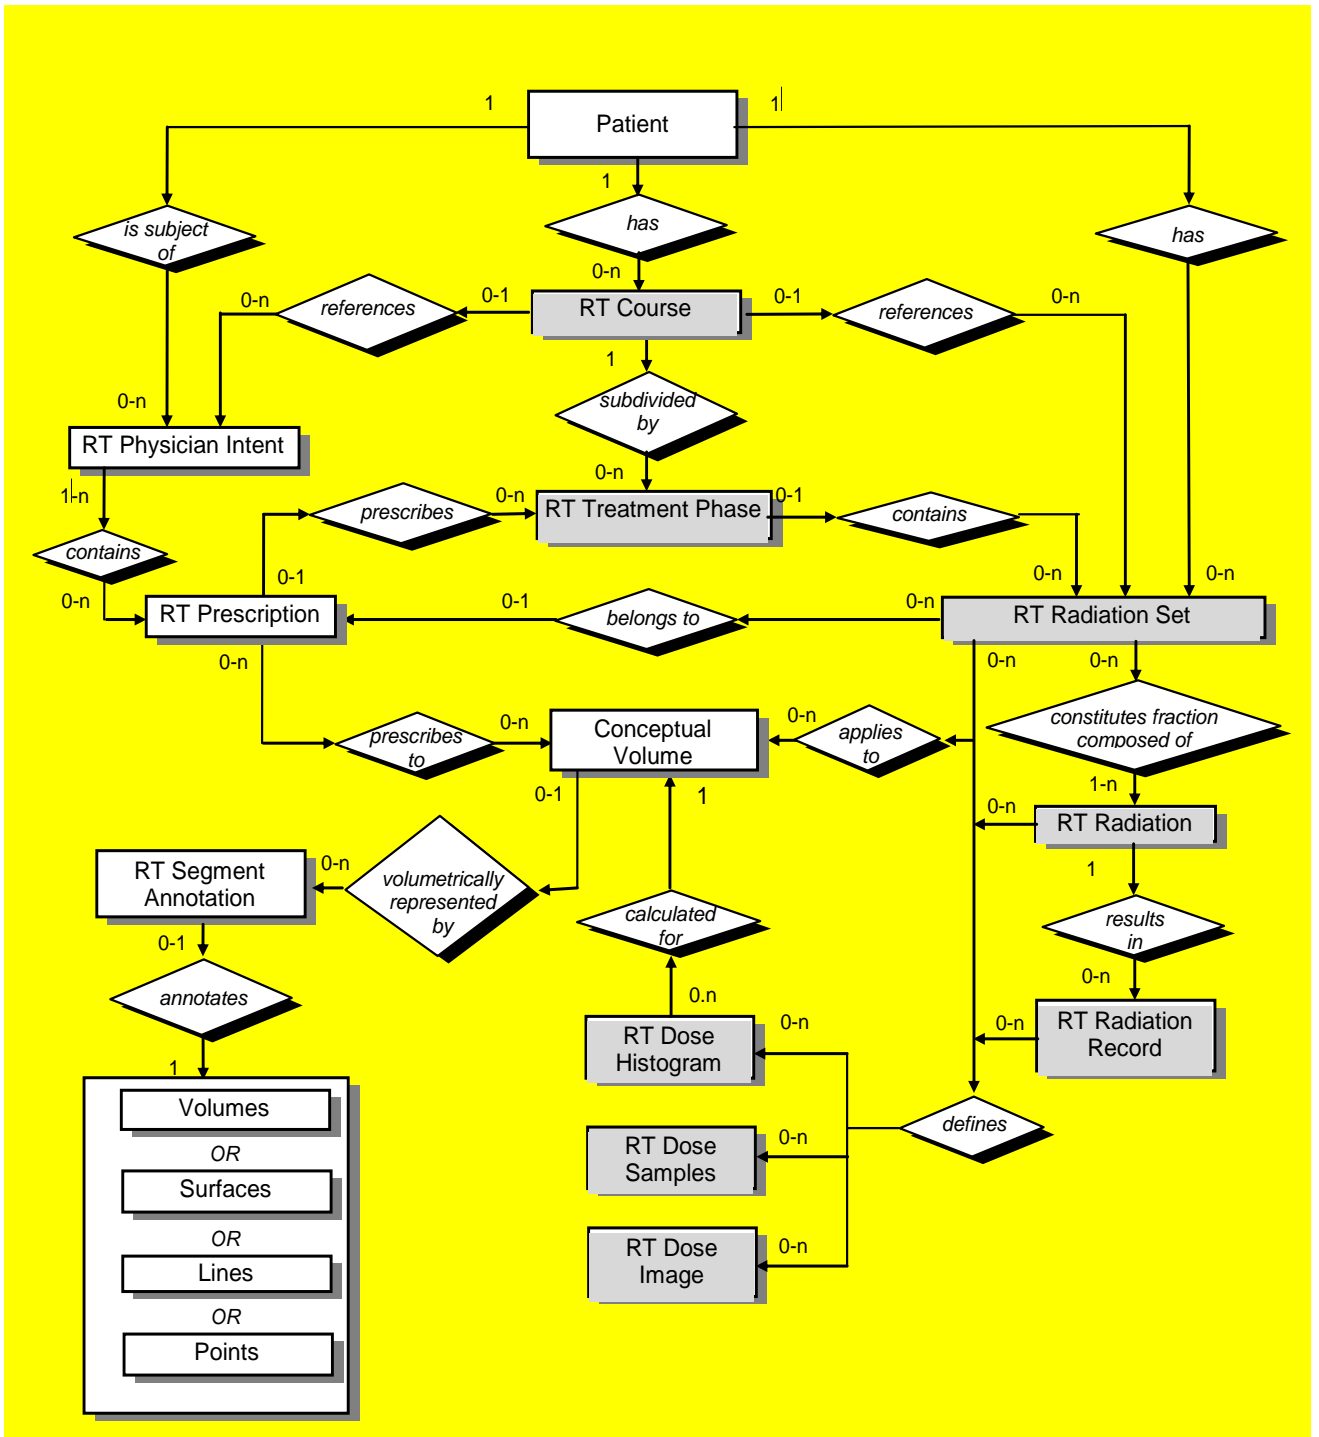 1
Patient
1
1
is subject
of
has
has
0-n
0-n
references
0-1
RT Course
0-1
references
0-n
1
subdivided
by
0-n
RT Physician Intent
0-n
1-n
prescribes
0-n
RT Treatment Phase
0-1
contains
contains
0-1
0-n
0-n
0-n
RT Prescription
0-1
belongs to
0-n
RT Radiation Set
0-n
0-n
0-n
prescribes
to
0-n
Conceptual
Volume
0-n
applies
to
constitutes fraction
composed of
0-1
1
1-n
0-n
RT Radiation
RT Segment
Annotation
0-n
volumetrically
represented
by
1
calculated
for
results
in
0-1
0.n
0-n
annotates
RT Dose
Histogram
0-n
0-n
RT Radiation
Record
1
Volumes
OR
Surfaces
OR
Lines
OR
Points
defines
RT Dose
Samples
0-n
RT Dose
Image
0-n